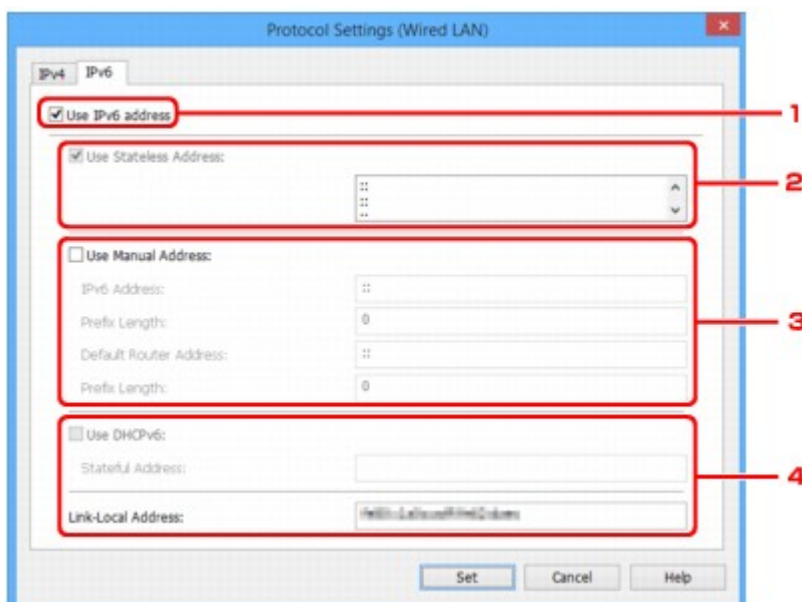 Protocol Settings (Wired LAN)
IPv4 IPv6
Use IPv6 address
1
Use Stateless Address:
::
::
::
2
Use Manual Address:
IPv6 Address: ::
Prefix Length: 0
3
Default Router Address: ::
Prefix Length: 0
Use DHCPv6:
Stateful Address:
4
Link-Local Address:
Set Cancel Help